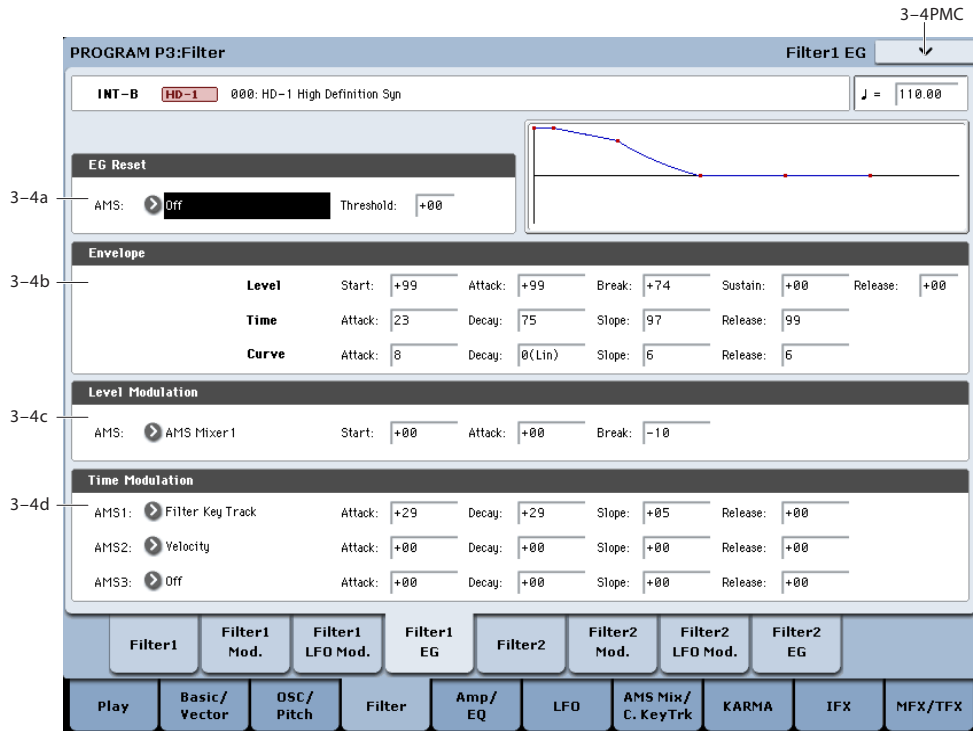 3–4PMC
PROGRAM P3:Filter Filter1 EG
INT-B HD-1 000: HD-1 High Definition Syn ♩ = 110.00
EG Reset
3–4a AMS: Off Threshold: +00
Envelope
3–4b Level Start: +99 Attack: +99 Break: +74 Sustain: +00 Release: +00
Time Attack: 23 Decay: 75 Slope: 97 Release: 99
Curve Attack: 8 Decay: 0(Lin) Slope: 6 Release: 6
Level Modulation
3–4c AMS: AMS Mixer1 Start: +00 Attack: +00 Break: -10
Time Modulation
3–4d AMS1: Filter Key Track Attack: +29 Decay: +29 Slope: +05 Release: +00
AMS2: Velocity Attack: +00 Decay: +00 Slope: +00 Release: +00
AMS3: Off Attack: +00 Decay: +00 Slope: +00 Release: +00
Filter1 Filter1 Mod. Filter1 LFO Mod. Filter1 EG Filter2 Filter2 Mod. Filter2 LFO Mod. Filter2 EG
Play Basic/ Vector OSC/ Pitch Filter Amp/ EQ LFO AMS Mix/ C. KeyTrk KARMA IFX MFX/TFX